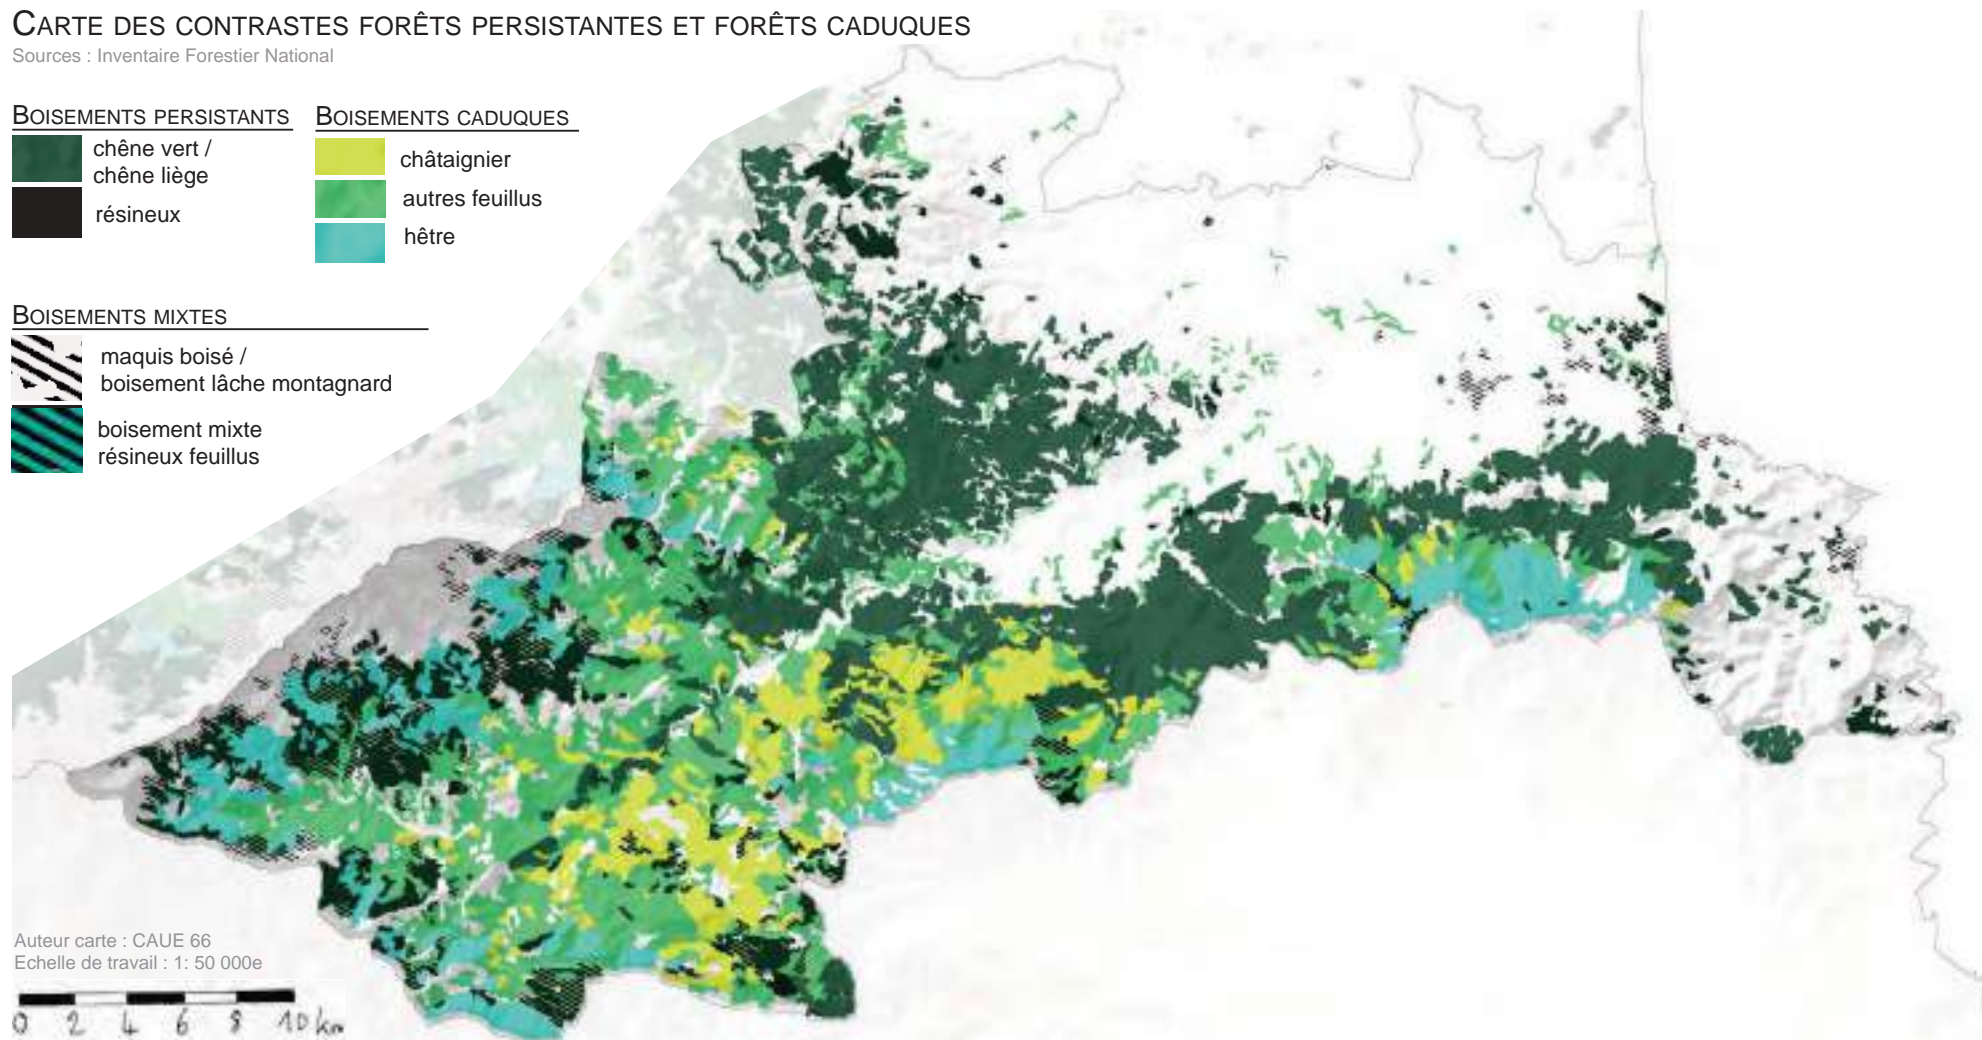 CARTE DES CONTRASTES FORÊTS PERSISTANTES ET FORÊTS CADUQUES
Sources : Inventaire Forestier National
BOISEMENTS PERSISTANTS
chêne vert /
chêne liège
résineux
BOISEMENTS CADUQUES
châtaignier
autres feuillus
hêtre
BOISEMENTS MIXTES
maquis boisé /
boisement lâche montagnard
boisement mixte
résineux feuillus
Auteur carte : CAUE 66
Echelle de travail : 1: 50 000e
0 2 4 6 8 10 km